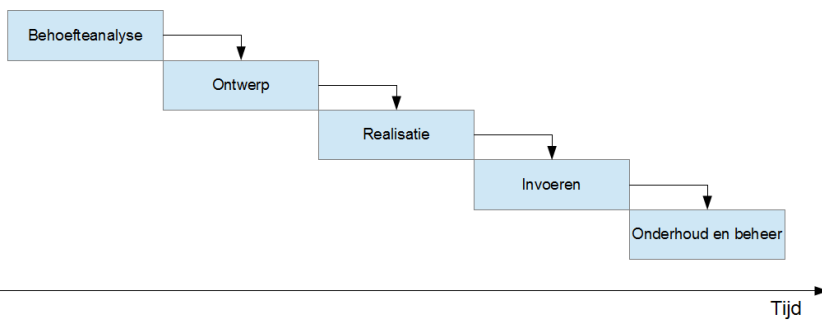 Behoefteanalyse
Ontwerp
Realisatie
Invoeren
Onderhoud en beheer
Tijd